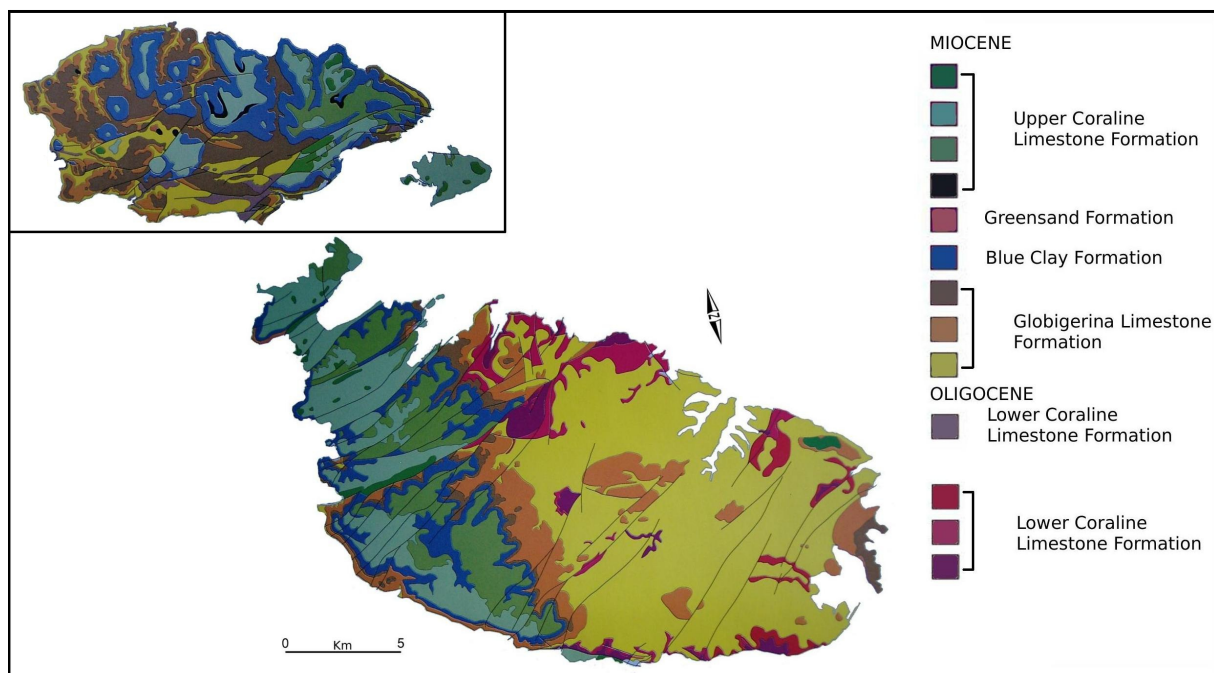 MIOCENE
Upper Coraline
Limestone Formation
Greensand Formation
Blue Clay Formation
Globigerina Limestone
Formation
OLIGOCENE
Lower Coraline
Limestone Formation
Lower Coraline
Limestone Formation
N
0 Km 5